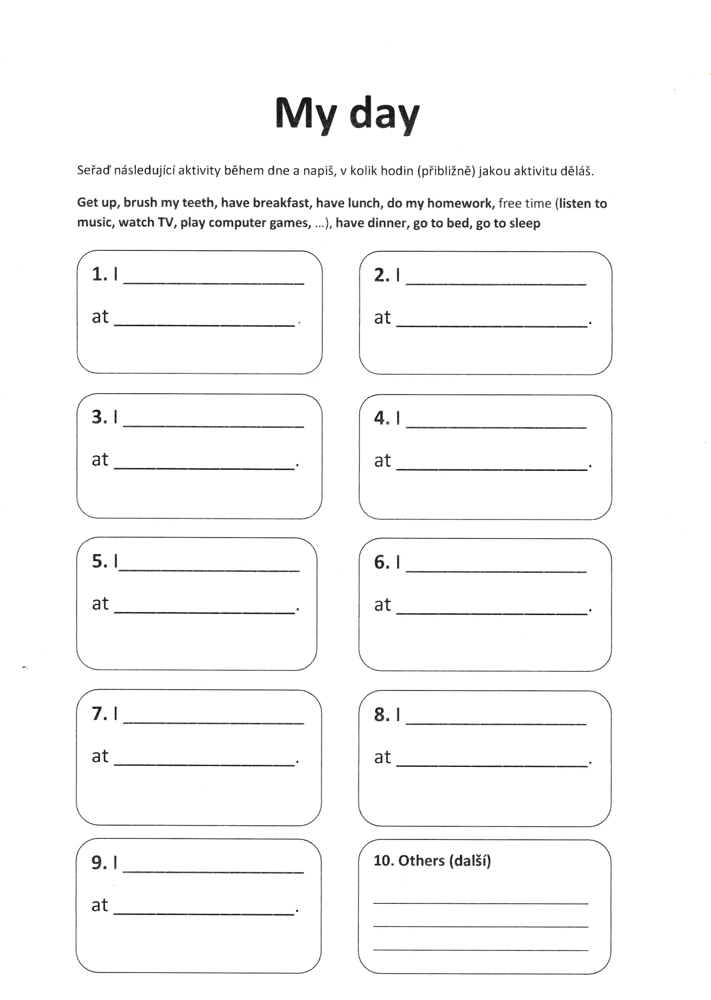 My day
Seřaď následující aktivity během dne a napiš, v kolik hodin (přibližně) jakou aktivitu děláš.
Get up, brush my teeth, have breakfast, have lunch, do my homework, free time (listen to
music, watch TV, play computer games, ...), have dinner, go to bed, go to sleep
1. I ____________________
at ____________________.
2. I ____________________
at ____________________.
3. I ____________________
at ____________________.
4. I ____________________
at ____________________.
5. I ____________________
at ____________________.
6. I ____________________
at ____________________.
7. I ____________________
at ____________________.
8. I ____________________
at ____________________.
9. I ____________________
at ____________________.
10. Others (další)